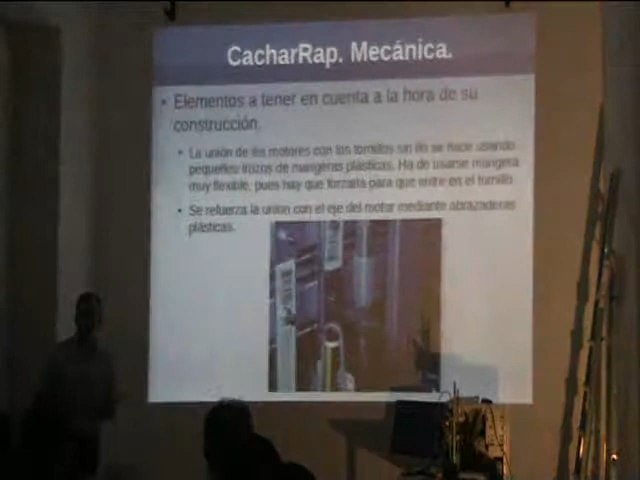 CacharRap. Mecánica.
• Elementos a tener en cuenta a la hora de su
construcción.
• La unión de los motores con los tornillos sin fin se hace usando
pequeños trozos de mangeras plásticas. Ha de usarse mangera
muy flexible, pues hay que forzarla para que entre en el tornillo.
• Se refuerza la unión con el eje del motor mediante abrazaderas
plásticas.